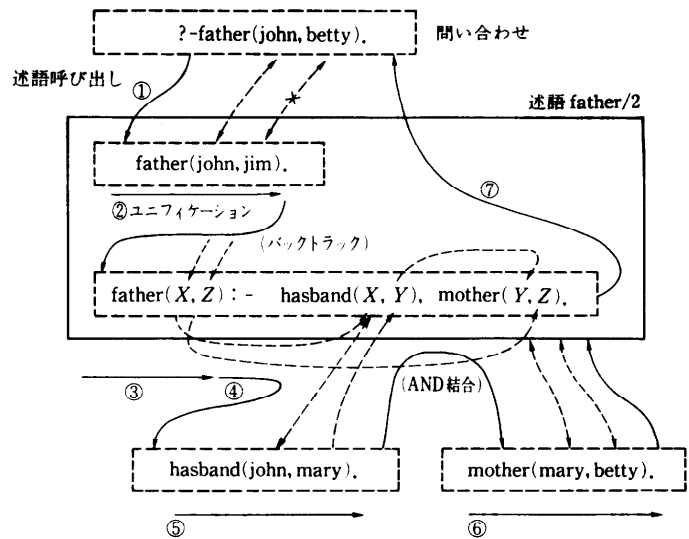 ?-father(john, betty).
問い合わせ
述語呼び出し
①
述語 father/2
father(john, jim).
⑦
②ユニフィケーション
(バックトラック)
father(X, Z) : - hasband(X, Y), mother(Y, Z).
③
④
(AND結合)
hasband(john, mary).
mother(mary, betty).
⑤
⑥